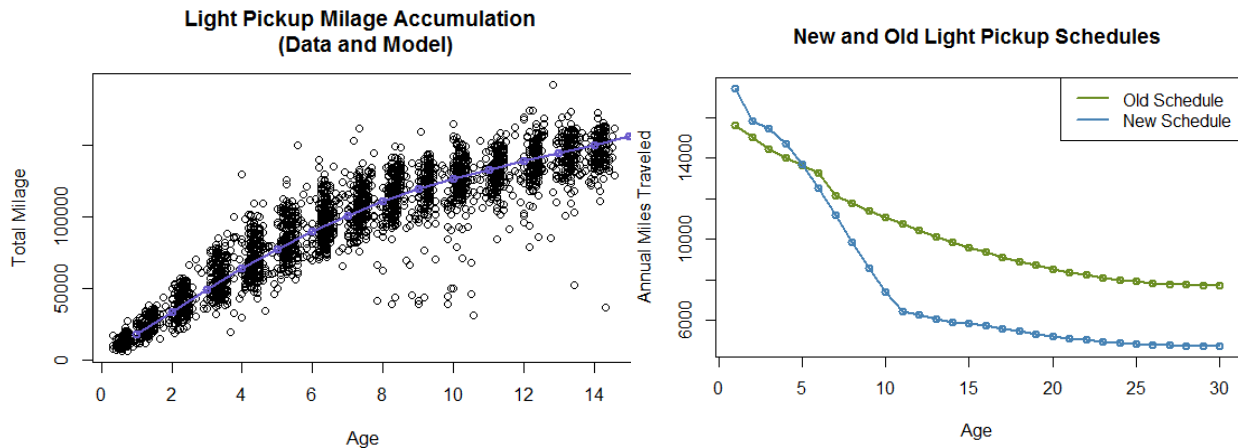 Light Pickup Milage Accumulation
(Data and Model)
Total Milage
0
50000
100000
0 2 4 6 8 10 12 14
Age
New and Old Light Pickup Schedules
Old Schedule
New Schedule
Annual Miles Traveled
6000
10000
14000
0 5 10 15 20 25 30
Age